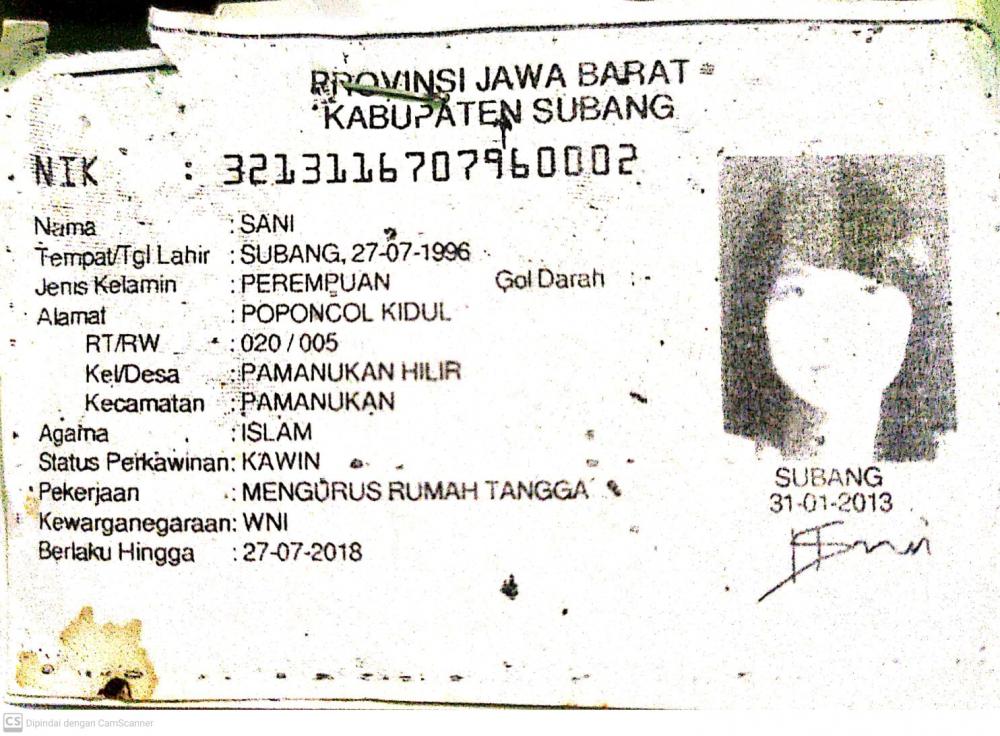 PROVINSI JAWA BARAT
KABUPATEN SUBANG
NIK : 3213116707960002
Nama : SANI
Tempat/Tgl Lahir : SUBANG, 27-07-1996
Jenis Kelamin : PEREMPUAN Gol Darah : -
Alamat : POPONCOL KIDUL
RT/RW : 020 / 005
Kel/Desa : PAMANUKAN HILIR
Kecamatan : PAMANUKAN
Agama : ISLAM
Status Perkawinan: KAWIN
Pekerjaan : MENGURUS RUMAH TANGGA
Kewarganegaraan: WNI
Berlaku Hingga : 27-07-2018
SUBANG
31-01-2013
CS Dipindai dengan CamScanner